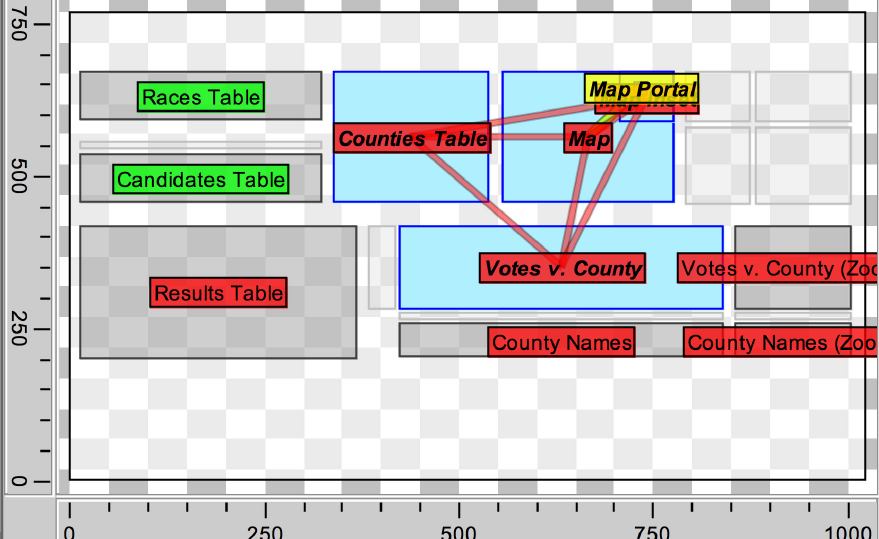 750
500
250
0
Races Table
Candidates Table
Results Table
Counties Table
Map Portal
Map
Votes v. County
Votes v. County (Zoo
County Names
County Names (Zoo
0
250
500
750
1000